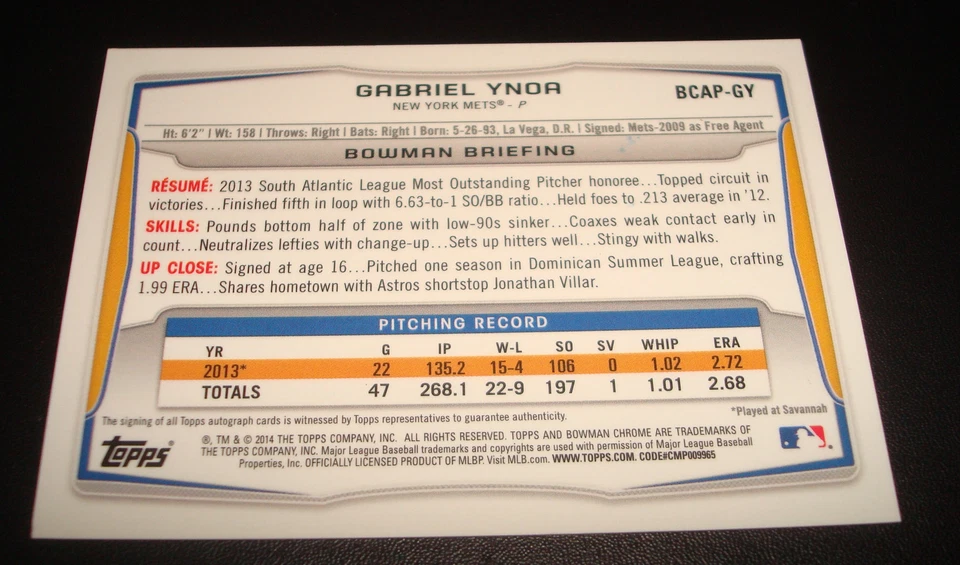 GABRIEL YNOA
BCAP-GY
NEW YORK METS® - P
Ht: 6'2" | Wt: 158 | Throws: Right | Bats: Right | Born: 5-26-93, La Vega, D.R. | Signed: Mets-2009 as Free Agent
BOWMAN BRIEFING
RÉSUMÉ: 2013 South Atlantic League Most Outstanding Pitcher honoree...Topped circuit in
victories...Finished fifth in loop with 6.63-to-1 SO/BB ratio...Held foes to .213 average in '12.
SKILLS: Pounds bottom half of zone with low-90s sinker...Coaxes weak contact early in
count...Neutralizes lefties with change-up...Sets up hitters well...Stingy with walks.
UP CLOSE: Signed at age 16...Pitched one season in Dominican Summer League, crafting
1.99 ERA...Shares hometown with Astros shortstop Jonathan Villar.
PITCHING RECORD
YR G IP W-L SO SV WHIP ERA
2013* 22 135.2 15-4 106 0 1.02 2.72
TOTALS 47 268.1 22-9 197 1 1.01 2.68
*Played at Savannah
The signing of all Topps autograph cards is witnessed by Topps representatives to guarantee authenticity.
Topps®
®, TM & © 2014 THE TOPPS COMPANY, INC. ALL RIGHTS RESERVED. TOPPS AND BOWMAN CHROME ARE TRADEMARKS OF
THE TOPPS COMPANY, INC. Major League Baseball trademarks and copyrights are used with permission of Major League Baseball
Properties, Inc. OFFICIALLY LICENSED PRODUCT OF MLBP. Visit MLB.com. WWW.TOPPS.COM. CODE#CMP009965